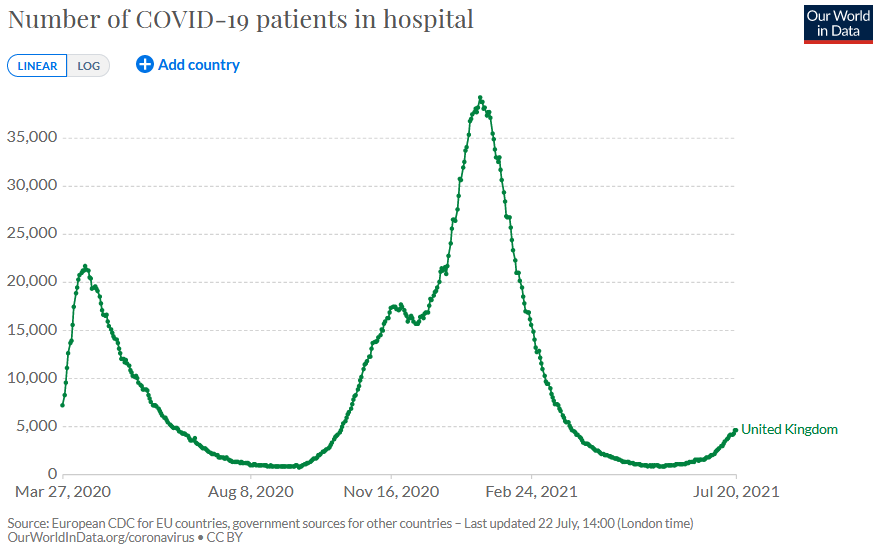 Number of COVID-19 patients in hospital
Our World
in Data
LINEAR LOG Add country
35,000
30,000
25,000
20,000
15,000
10,000
5,000
0
United Kingdom
Mar 27, 2020 Aug 8, 2020 Nov 16, 2020 Feb 24, 2021 Jul 20, 2021
Source: European CDC for EU countries, government sources for other countries – Last updated 22 July, 14:00 (London time)
OurWorldInData.org/coronavirus • CC BY